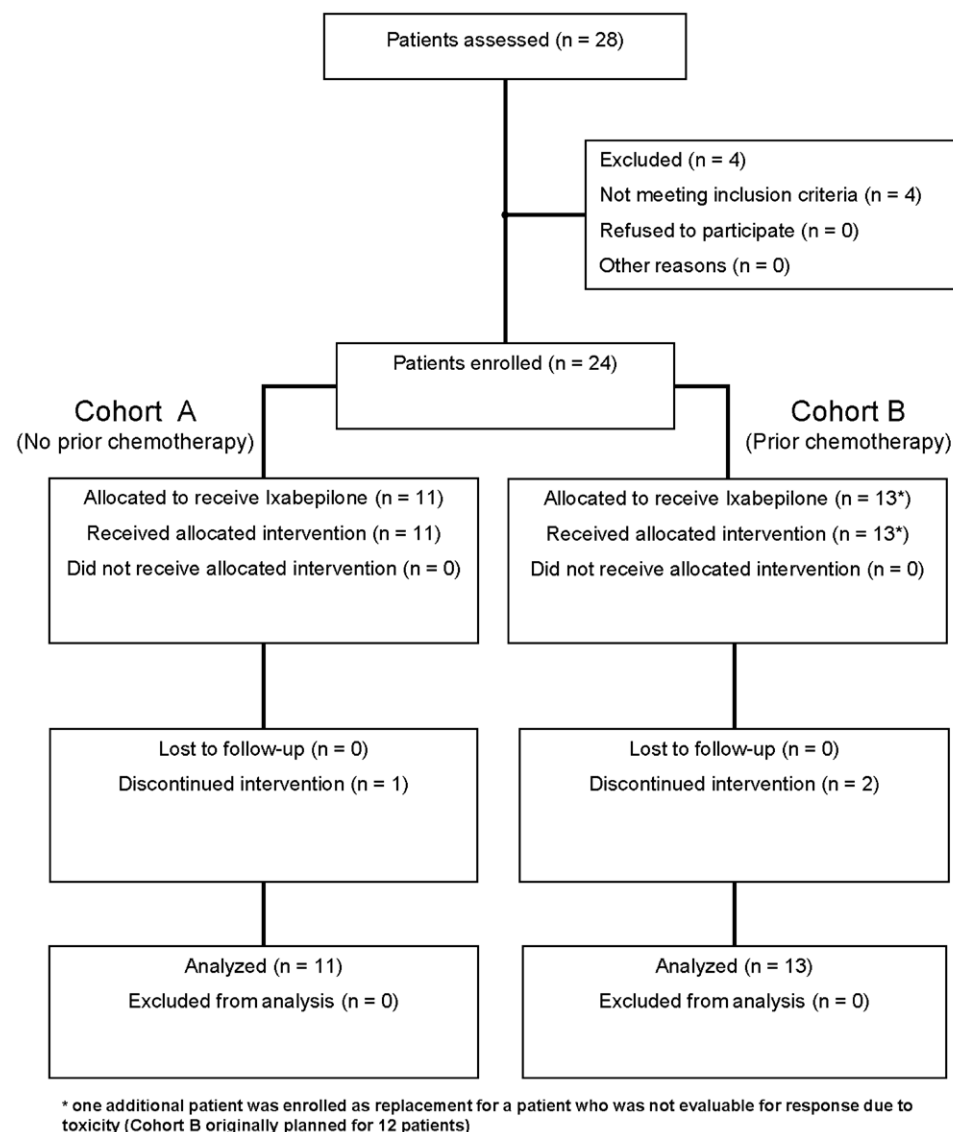 Patients assessed (n = 28)
Excluded (n = 4)
Not meeting inclusion criteria (n = 4)
Refused to participate (n = 0)
Other reasons (n = 0)
Patients enrolled (n = 24)
Cohort A
(No prior chemotherapy)
Cohort B
(Prior chemotherapy)
Allocated to receive Ixabepilone (n = 11)
Received allocated intervention (n = 11)
Did not receive allocated intervention (n = 0)
Allocated to receive Ixabepilone (n = 13*)
Received allocated intervention (n = 13*)
Did not receive allocated intervention (n = 0)
Lost to follow-up (n = 0)
Discontinued intervention (n = 1)
Lost to follow-up (n = 0)
Discontinued intervention (n = 2)
Analyzed (n = 11)
Excluded from analysis (n = 0)
Analyzed (n = 13)
Excluded from analysis (n = 0)
* one additional patient was enrolled as replacement for a patient who was not evaluable for response due to
toxicity (Cohort B originally planned for 12 patients)